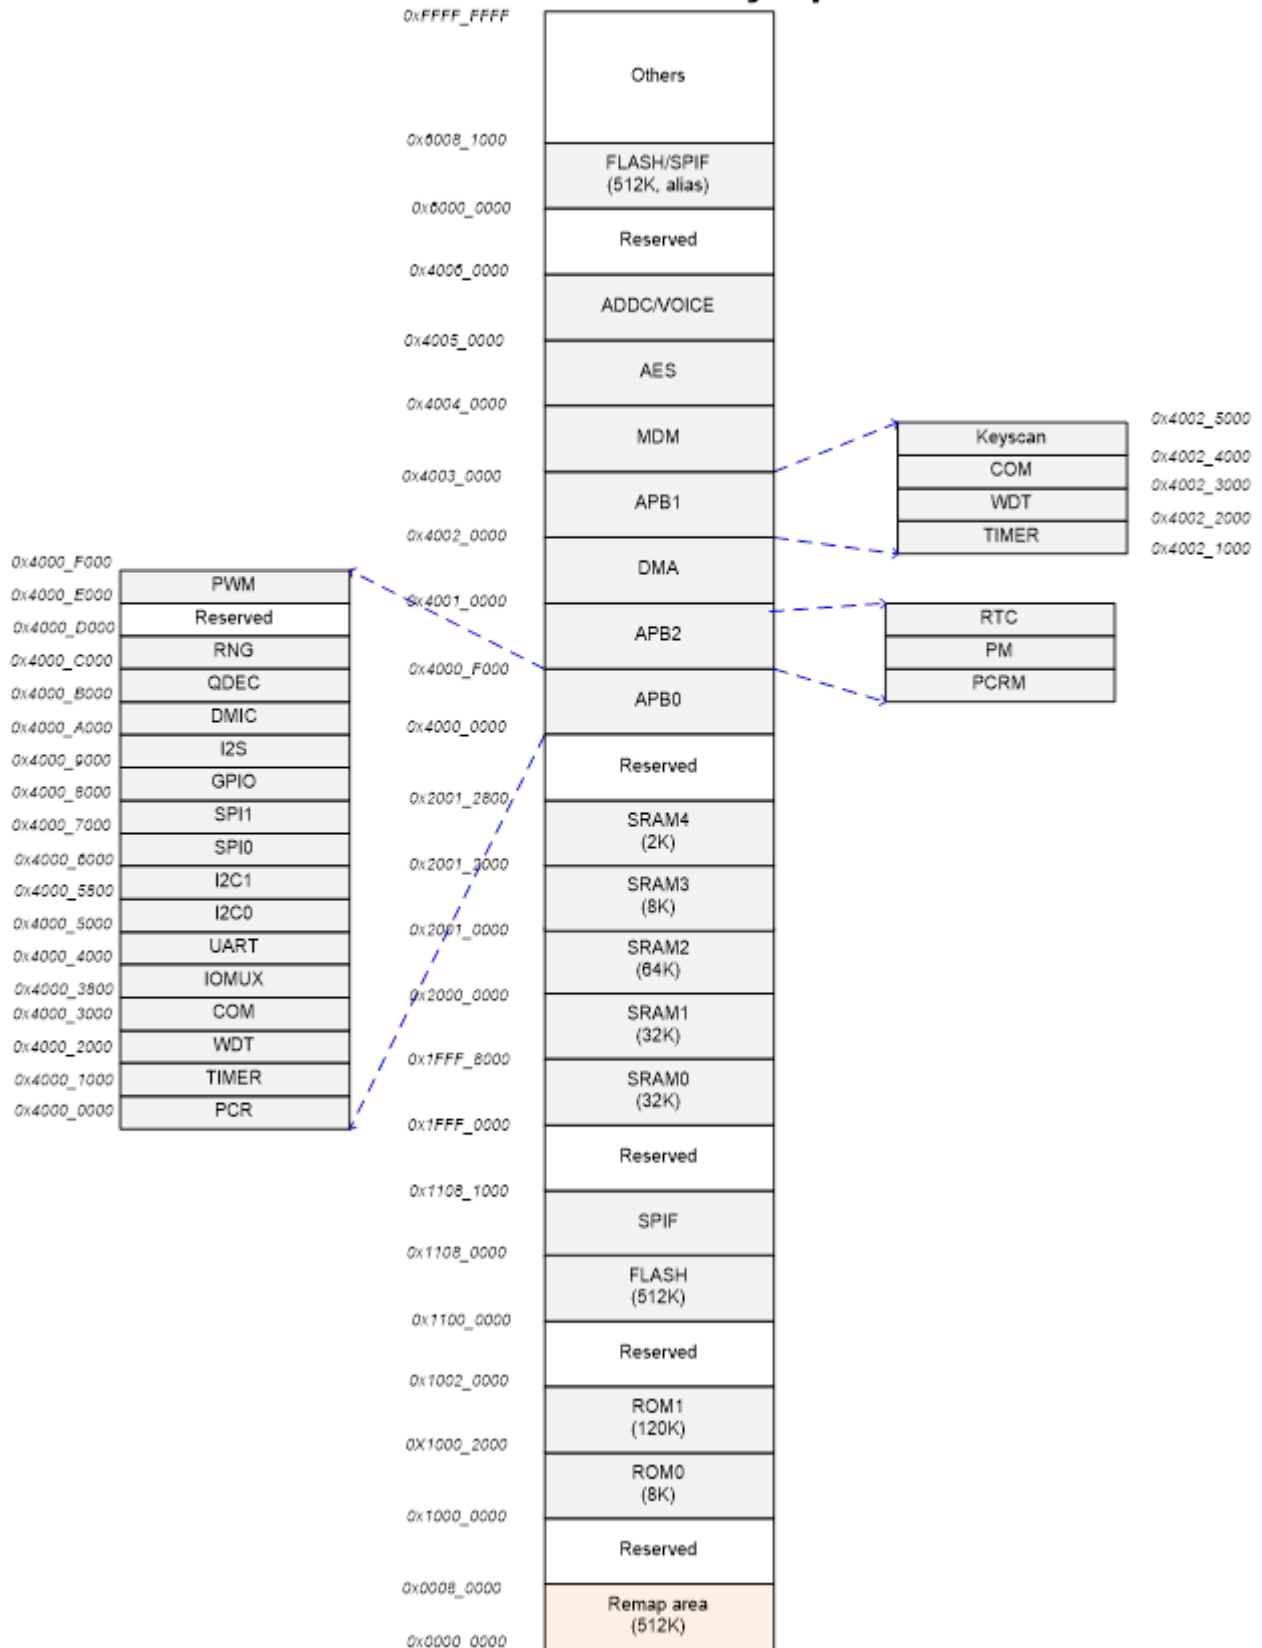 0xFFFF_FFFF
Others
0x6008_1000
FLASH/SPIF
(512K, alias)
0x6000_0000
Reserved
0x4006_0000
ADDC/VOICE
0x4005_0000
AES
0x4004_0000
MDM
0x4003_0000
APB1
0x4002_0000
DMA
0x4001_0000
APB2
0x4000_F000
APB0
0x4000_0000
Reserved
0x2001_2800
SRAM4
(2K)
0x2001_2000
SRAM3
(8K)
0x2001_0000
SRAM2
(64K)
0x2000_0000
SRAM1
(32K)
0x1FFF_8000
SRAM0
(32K)
0x1FFF_0000
Reserved
0x1108_1000
SPIF
0x1108_0000
FLASH
(512K)
0x1100_0000
Reserved
0x1002_0000
ROM1
(120K)
0X1000_2000
ROM0
(8K)
0x1000_0000
Reserved
0x0008_0000
Remap area
(512K)
0x0000_0000
0x4002_5000
Keyscan
0x4002_4000
COM
0x4002_3000
WDT
0x4002_2000
TIMER
0x4002_1000
RTC
PM
PCRM
0x4000_F000
PWM
0x4000_E000
Reserved
0x4000_D000
RNG
0x4000_C000
QDEC
0x4000_B000
DMIC
0x4000_A000
I2S
0x4000_9000
GPIO
0x4000_8000
SPI1
0x4000_7000
SPI0
0x4000_6000
I2C1
0x4000_5800
I2C0
0x4000_5000
UART
0x4000_4000
IOMUX
0x4000_3800
COM
0x4000_3000
WDT
0x4000_2000
TIMER
0x4000_1000
PCR
0x4000_0000